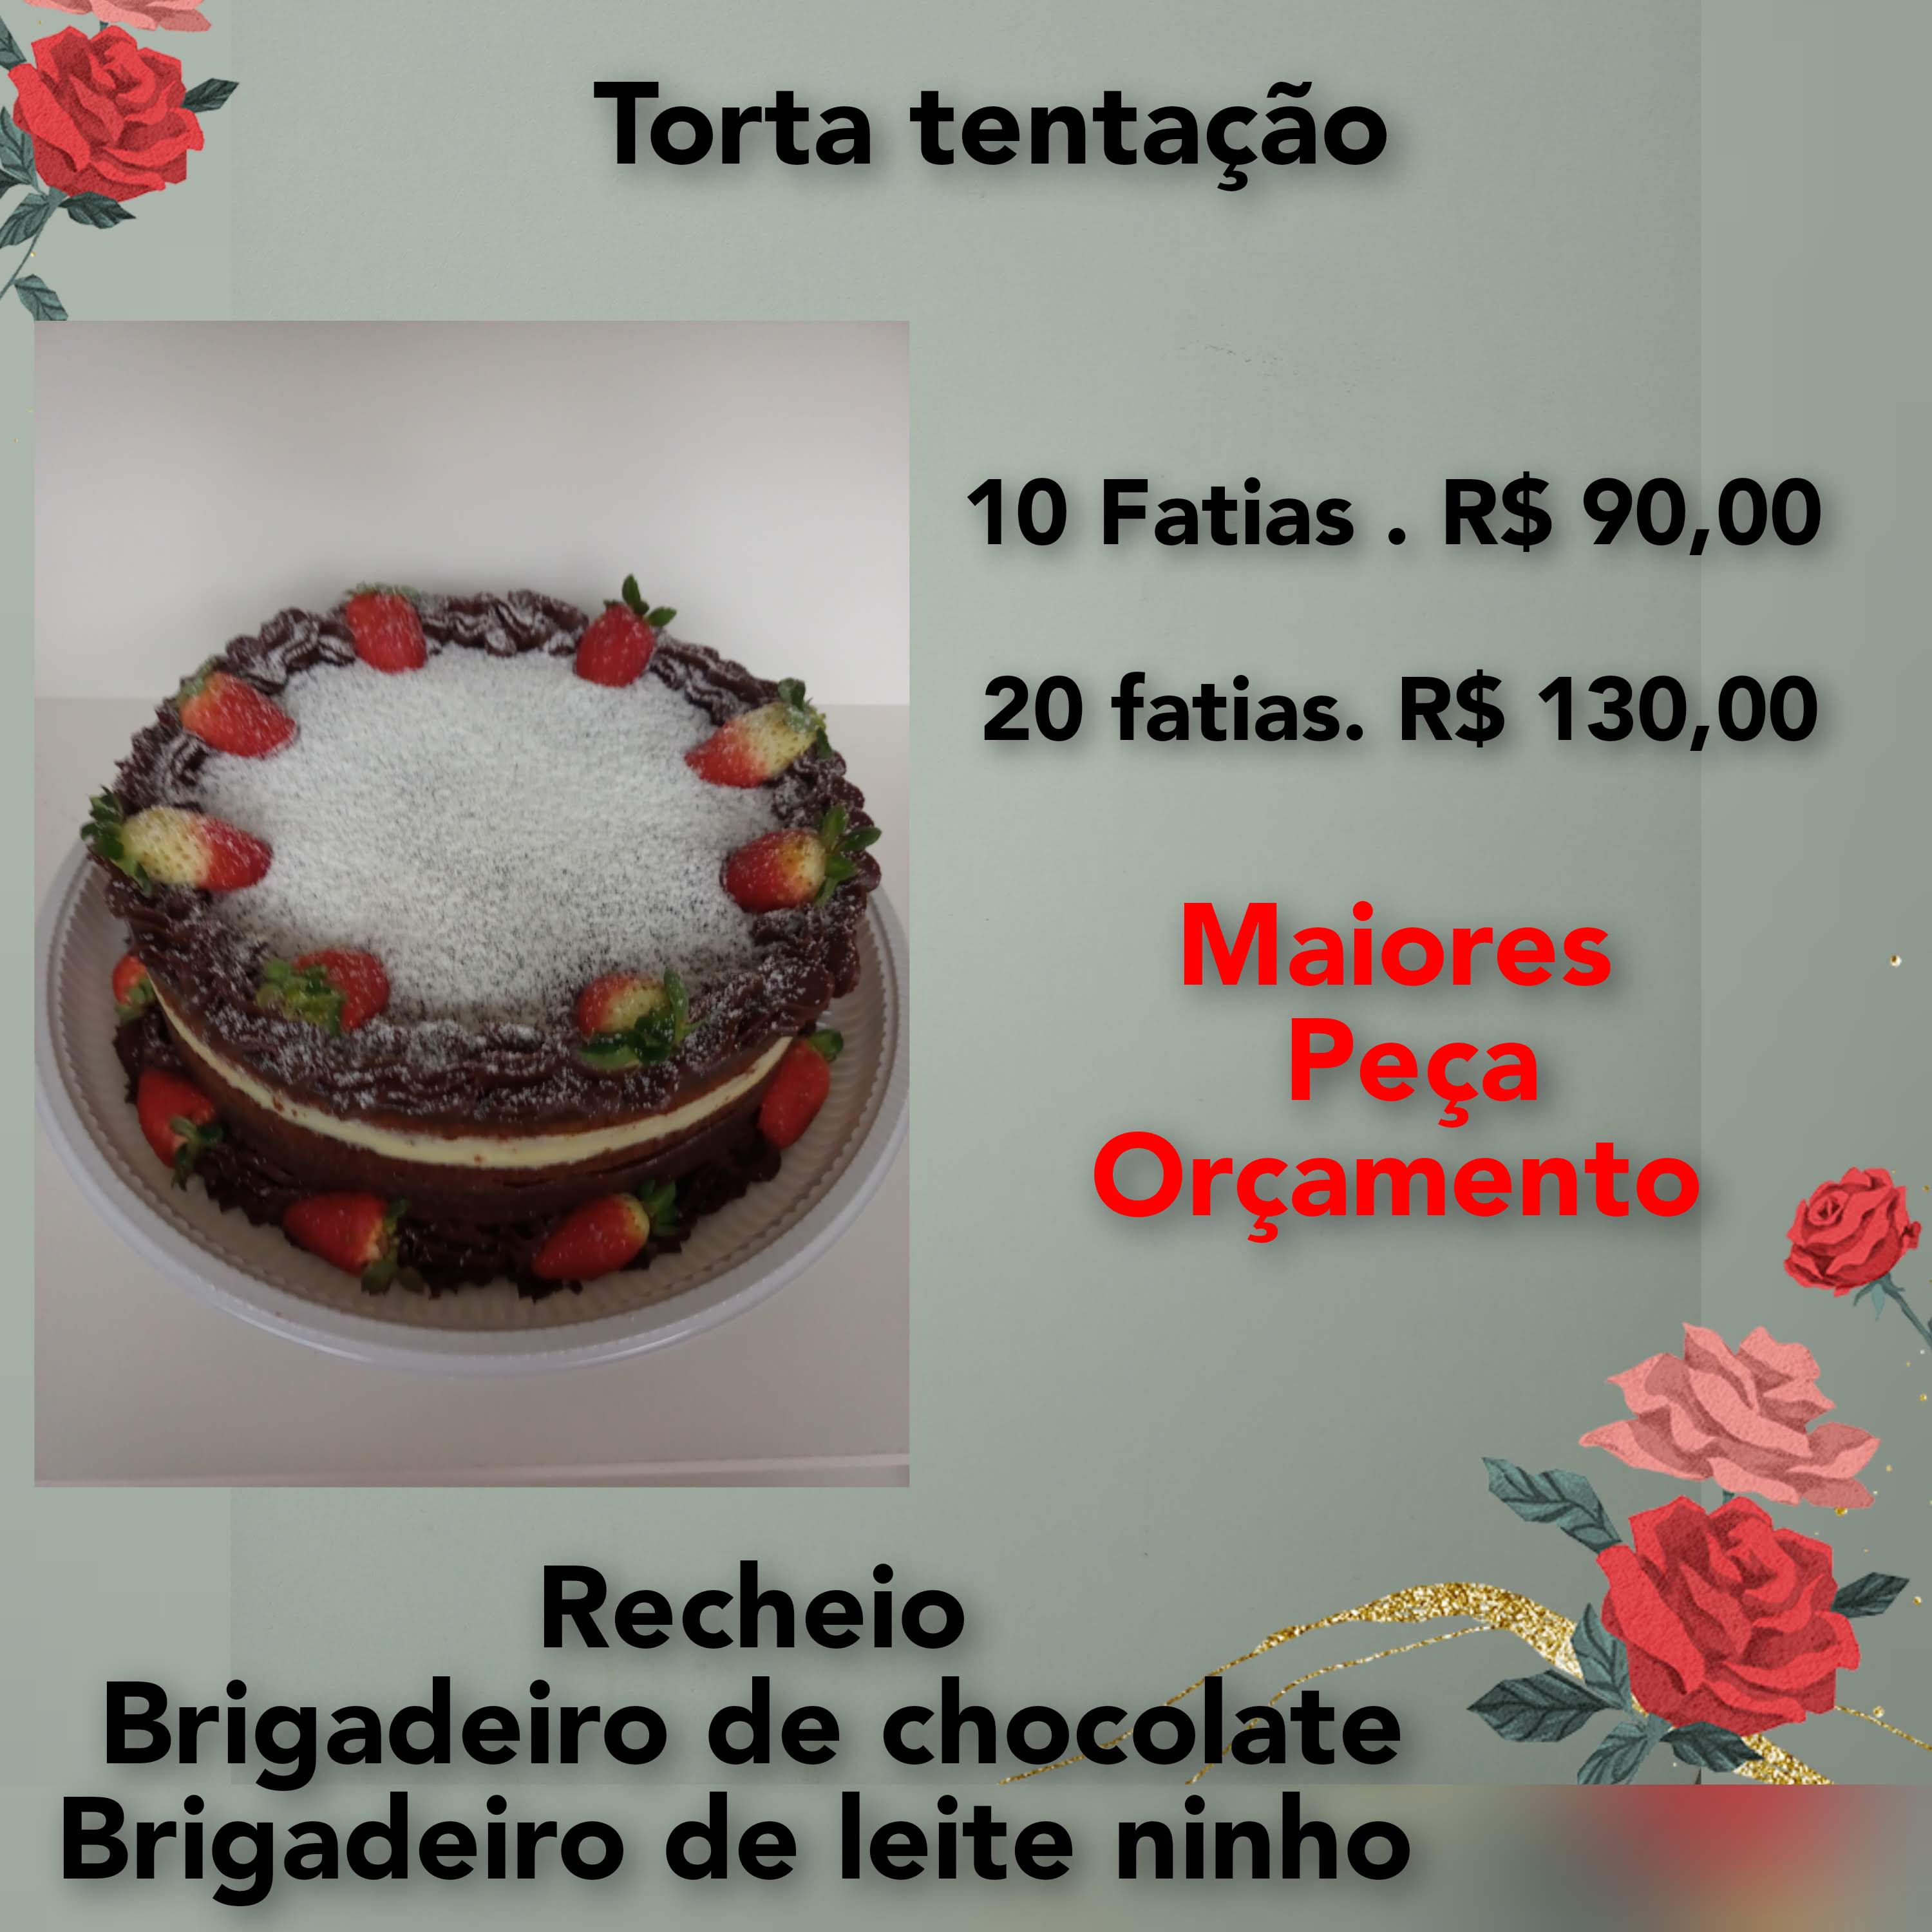 Torta tentação
10 Fatias . R$ 90,00
20 fatias. R$ 130,00
Maiores
Peça
Orçamento
Recheio
Brigadeiro de chocolate
Brigadeiro de leite ninho